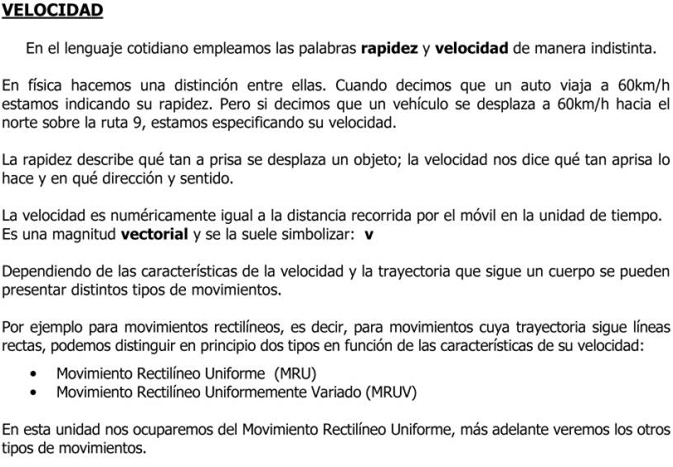 VELOCIDAD
En el lenguaje cotidiano empleamos las palabras rapidez y velocidad de manera indistinta.
En física hacemos una distinción entre ellas. Cuando decimos que un auto viaja a 60km/h
estamos indicando su rapidez. Pero si decimos que un vehículo se desplaza a 60km/h hacia el
norte sobre la ruta 9, estamos especificando su velocidad.
La rapidez describe qué tan a prisa se desplaza un objeto; la velocidad nos dice qué tan aprisa lo
hace y en qué dirección y sentido.
La velocidad es numéricamente igual a la distancia recorrida por el móvil en la unidad de tiempo.
Es una magnitud vectorial y se la suele simbolizar: v
Dependiendo de las características de la velocidad y la trayectoria que sigue un cuerpo se pueden
presentar distintos tipos de movimientos.
Por ejemplo para movimientos rectilíneos, es decir, para movimientos cuya trayectoria sigue líneas
rectas, podemos distinguir en principio dos tipos en función de las características de su velocidad:
• Movimiento Rectilíneo Uniforme (MRU)
• Movimiento Rectilíneo Uniformemente Variado (MRUV)
En esta unidad nos ocuparemos del Movimiento Rectilíneo Uniforme, más adelante veremos los otros
tipos de movimientos.